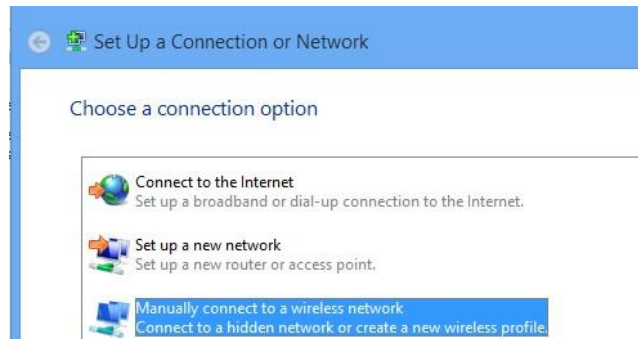 Set Up a Connection or Network
Choose a connection option
Connect to the Internet
Set up a broadband or dial-up connection to the Internet.
Set up a new network
Set up a new router or access point.
Manually connect to a wireless network
Connect to a hidden network or create a new wireless profile.